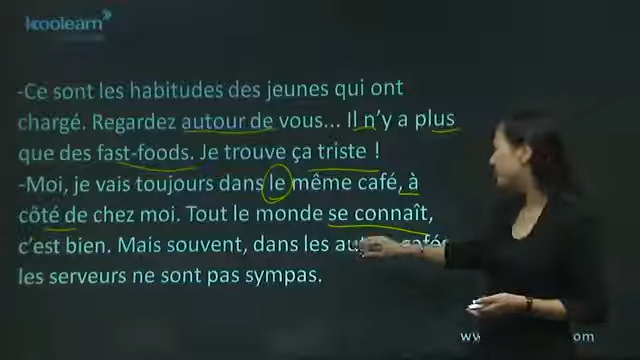 koolearn
-Ce sont les habitudes des jeunes qui ont
chargé. Regardez autour de vous... Il n'y a plus
que des fast-foods. Je trouve ça triste !
-Moi, je vais toujours dans le même café, à
côté de chez moi. Tout le monde se connaît,
c'est bien. Mais souvent, dans les autres cafés
les serveurs ne sont pas sympas.